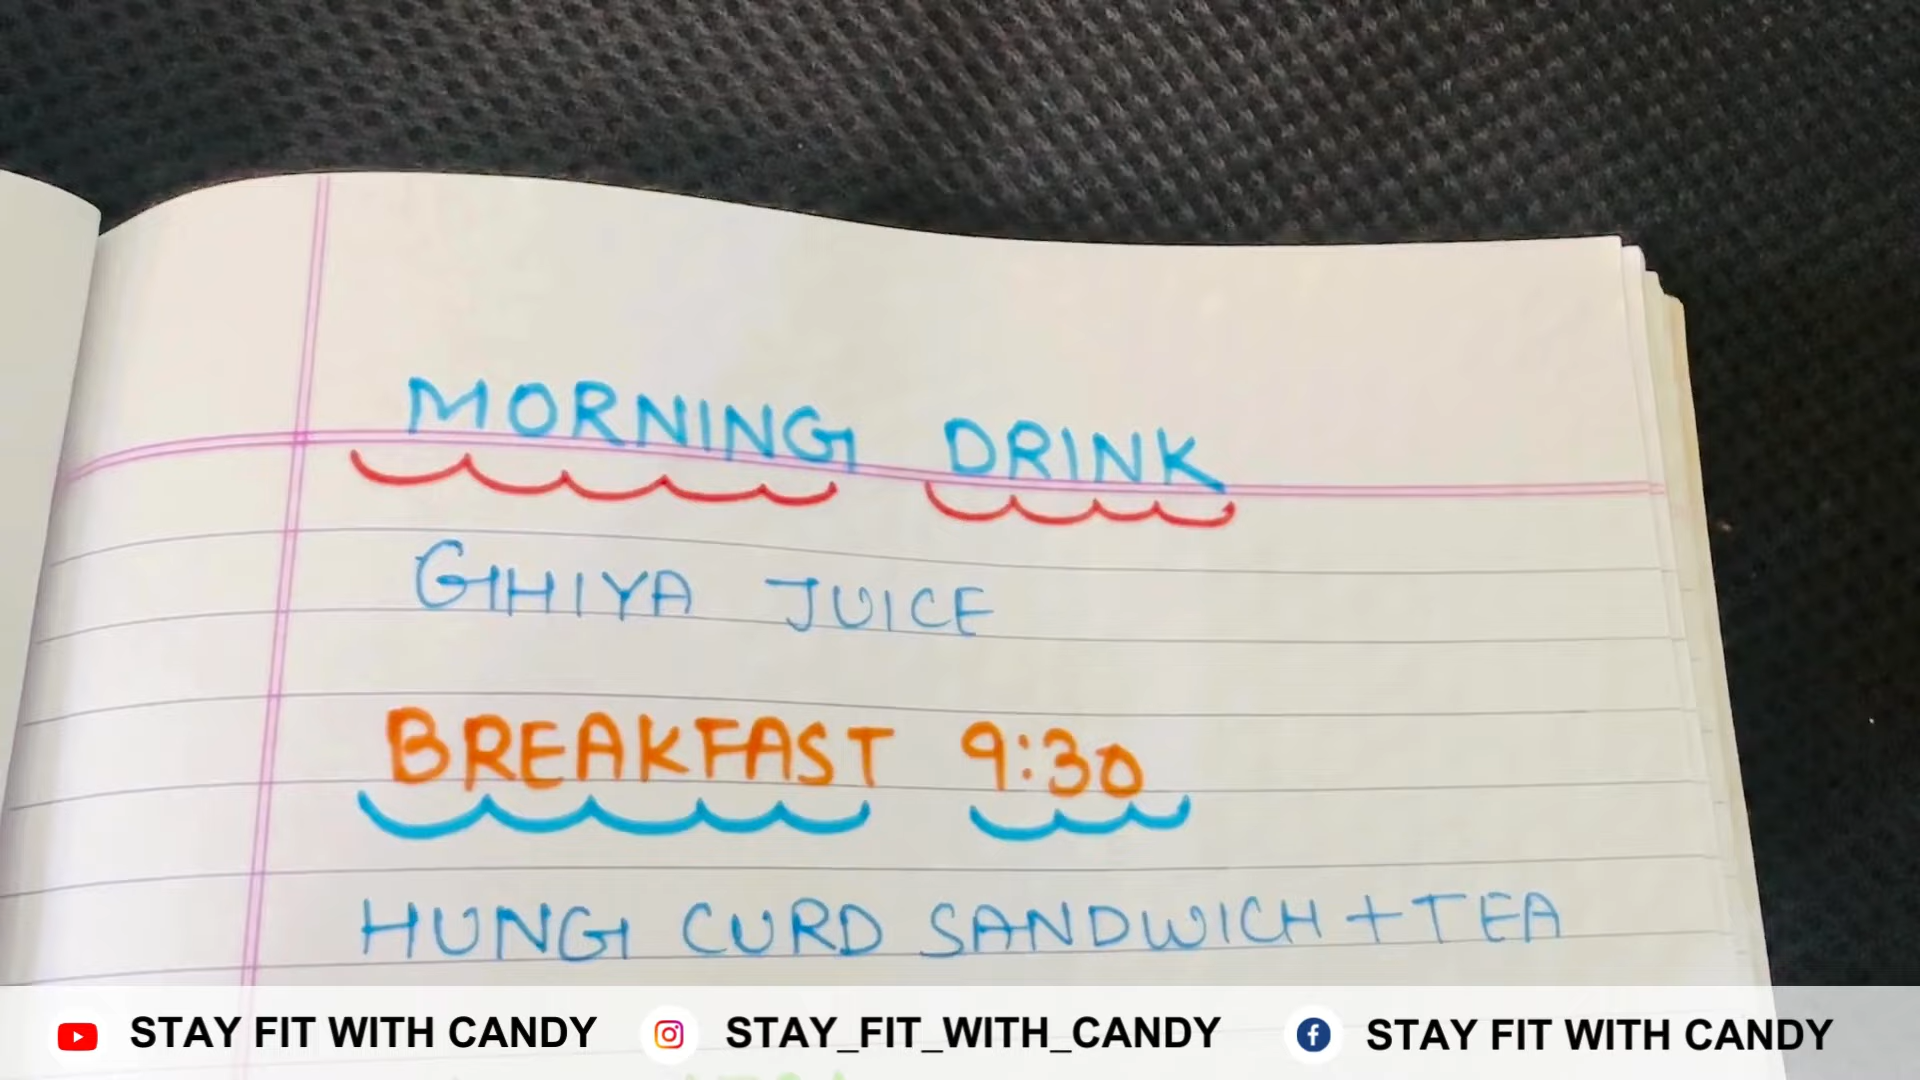 MORNING DRINK
GHIYA JUICE
BREAKFAST 9:30
HUNG CURD SANDWICH + TEA
STAY FIT WITH CANDY STAY_FIT_WITH_CANDY STAY FIT WITH CANDY